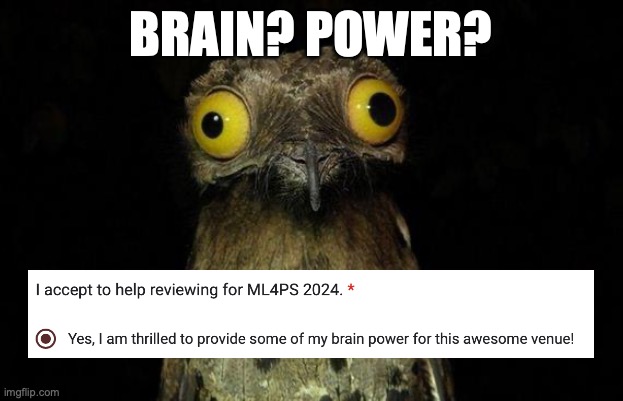 BRAIN? POWER?
I accept to help reviewing for ML4PS 2024. *
Yes, I am thrilled to provide some of my brain power for this awesome venue!
imgflip.com